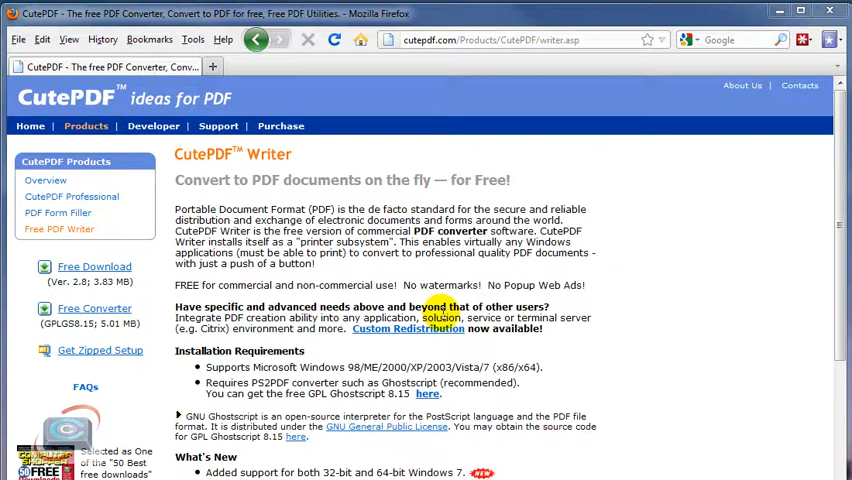 CutePDF - The free PDF Converter, Convert to PDF for free, Free PDF Utilities. - Mozilla Firefox
File Edit View History Bookmarks Tools Help
cutepdf.com/Products/CutePDF/writer.asp
Google
CutePDF - The free PDF Converter, Conv...
About Us | Contacts
CutePDF™ ideas for PDF
Home | Products | Developer | Support | Purchase
CutePDF Products
Overview
CutePDF Professional
PDF Form Filler
Free PDF Writer
Free Download
(Ver. 2.8; 3.83 MB)
Free Converter
(GPLGS8.15; 5.01 MB)
Get Zipped Setup
FAQs
COMPUTER
SHOPPER
50 FREE
Selected as One
of the "50 Best
free downloads"
CutePDF™ Writer
Convert to PDF documents on the fly — for Free!
Portable Document Format (PDF) is the de facto standard for the secure and reliable
distribution and exchange of electronic documents and forms around the world.
CutePDF Writer is the free version of commercial PDF converter software. CutePDF
Writer installs itself as a "printer subsystem". This enables virtually any Windows
applications (must be able to print) to convert to professional quality PDF documents -
with just a push of a button!
FREE for commercial and non-commercial use! No watermarks! No Popup Web Ads!
Have specific and advanced needs above and beyond that of other users?
Integrate PDF creation ability into any application, solution, service or terminal server
(e.g. Citrix) environment and more. Custom Redistribution now available!
Installation Requirements
• Supports Microsoft Windows 98/ME/2000/XP/2003/Vista/7 (x86/x64).
• Requires PS2PDF converter such as Ghostscript (recommended).
You can get the free GPL Ghostscript 8.15 here.
GNU Ghostscript is an open-source interpreter for the PostScript language and the PDF file
format. It is distributed under the GNU General Public License. You may obtain the source code
for GPL Ghostscript 8.15 here.
What's New
• Added support for both 32-bit and 64-bit Windows 7. NEW